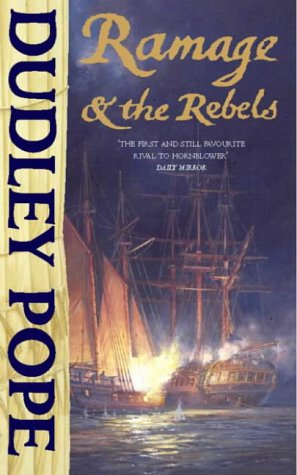 DUDLEY POPE
Ramage
& the Rebels
'THE FIRST AND STILL FAVOURITE
RIVAL TO HORNBLOWER'
DAILY MIRROR